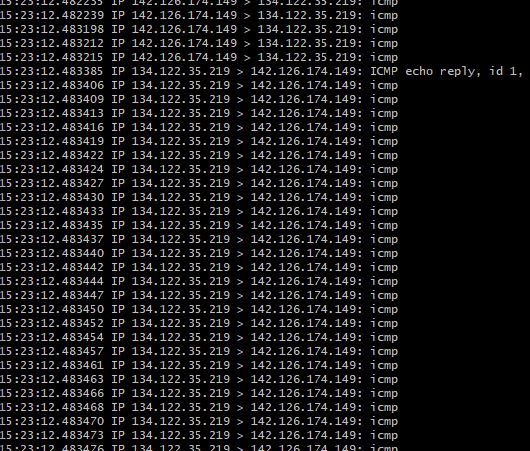 15:23:12.482235 IP 142.126.174.149 > 134.122.35.219: icmp
15:23:12.482239 IP 142.126.174.149 > 134.122.35.219: icmp
15:23:12.483198 IP 142.126.174.149 > 134.122.35.219: icmp
15:23:12.483212 IP 142.126.174.149 > 134.122.35.219: icmp
15:23:12.483215 IP 142.126.174.149 > 134.122.35.219: icmp
15:23:12.483385 IP 134.122.35.219 > 142.126.174.149: ICMP echo reply, id 1,
15:23:12.483406 IP 134.122.35.219 > 142.126.174.149: icmp
15:23:12.483409 IP 134.122.35.219 > 142.126.174.149: icmp
15:23:12.483413 IP 134.122.35.219 > 142.126.174.149: icmp
15:23:12.483416 IP 134.122.35.219 > 142.126.174.149: icmp
15:23:12.483419 IP 134.122.35.219 > 142.126.174.149: icmp
15:23:12.483422 IP 134.122.35.219 > 142.126.174.149: icmp
15:23:12.483424 IP 134.122.35.219 > 142.126.174.149: icmp
15:23:12.483427 IP 134.122.35.219 > 142.126.174.149: icmp
15:23:12.483430 IP 134.122.35.219 > 142.126.174.149: icmp
15:23:12.483433 IP 134.122.35.219 > 142.126.174.149: icmp
15:23:12.483435 IP 134.122.35.219 > 142.126.174.149: icmp
15:23:12.483437 IP 134.122.35.219 > 142.126.174.149: icmp
15:23:12.483440 IP 134.122.35.219 > 142.126.174.149: icmp
15:23:12.483442 IP 134.122.35.219 > 142.126.174.149: icmp
15:23:12.483444 IP 134.122.35.219 > 142.126.174.149: icmp
15:23:12.483447 IP 134.122.35.219 > 142.126.174.149: icmp
15:23:12.483450 IP 134.122.35.219 > 142.126.174.149: icmp
15:23:12.483452 IP 134.122.35.219 > 142.126.174.149: icmp
15:23:12.483454 IP 134.122.35.219 > 142.126.174.149: icmp
15:23:12.483457 IP 134.122.35.219 > 142.126.174.149: icmp
15:23:12.483461 IP 134.122.35.219 > 142.126.174.149: icmp
15:23:12.483463 IP 134.122.35.219 > 142.126.174.149: icmp
15:23:12.483466 IP 134.122.35.219 > 142.126.174.149: icmp
15:23:12.483468 IP 134.122.35.219 > 142.126.174.149: icmp
15:23:12.483470 IP 134.122.35.219 > 142.126.174.149: icmp
15:23:12.483473 IP 134.122.35.219 > 142.126.174.149: icmp
15:23:12.483476 IP 134.122.35.219 > 142.126.174.149: icmp